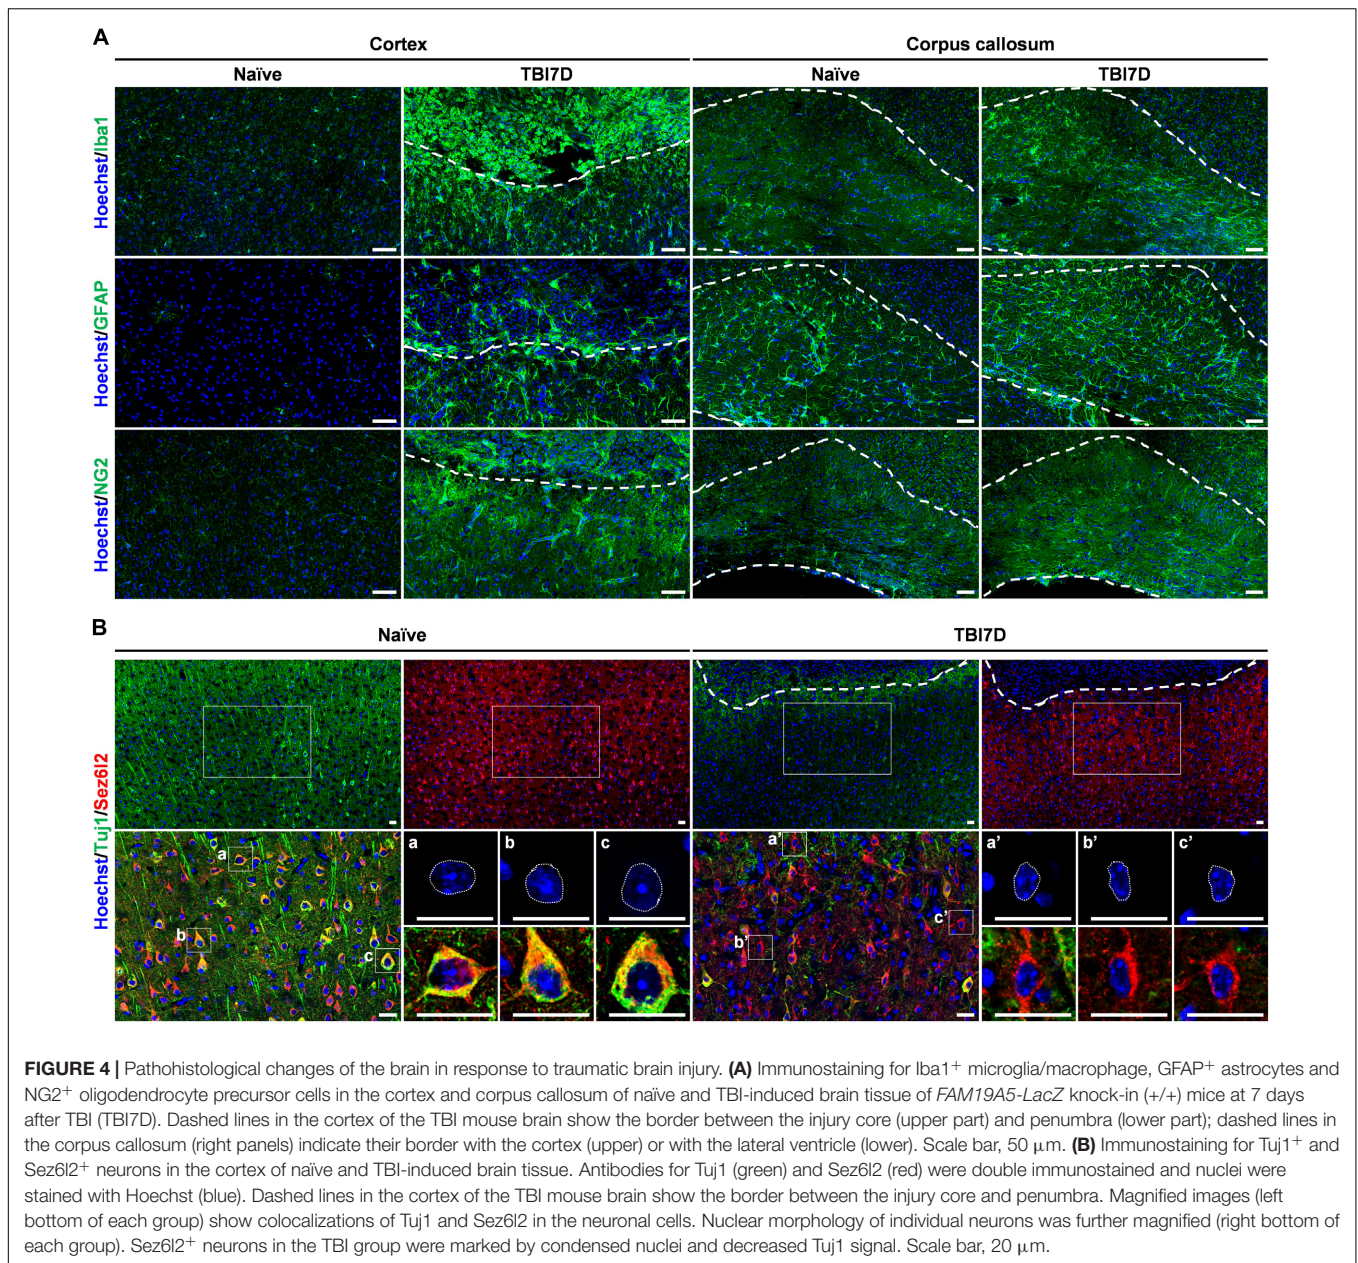 A
Cortex
Corpus callosum
Naïve
TBI7D
Naïve
TBI7D
Hoechst/Iba1
Hoechst/GFAP
Hoechst/NG2
B
Naïve
TBI7D
Hoechst/Tuj1/Sez6l2
a
b
c
a
b
c
a’
b’
c’
a’
b’
c’
FIGURE 4 | Pathohistological changes of the brain in response to traumatic brain injury. (A) Immunostaining for Iba1+ microglia/macrophage, GFAP+ astrocytes and
NG2+ oligodendrocyte precursor cells in the cortex and corpus callosum of naïve and TBI-induced brain tissue of FAM19A5-LacZ knock-in (+/+) mice at 7 days
after TBI (TBI7D). Dashed lines in the cortex of the TBI mouse brain show the border between the injury core (upper part) and penumbra (lower part); dashed lines in
the corpus callosum (right panels) indicate their border with the cortex (upper) or with the lateral ventricle (lower). Scale bar, 50 μm. (B) Immunostaining for Tuj1+ and
Sez6l2+ neurons in the cortex of naïve and TBI-induced brain tissue. Antibodies for Tuj1 (green) and Sez6l2 (red) were double immunostained and nuclei were
stained with Hoechst (blue). Dashed lines in the cortex of the TBI mouse brain show the border between the injury core and penumbra. Magnified images (left
bottom of each group) show colocalizations of Tuj1 and Sez6l2 in the neuronal cells. Nuclear morphology of individual neurons was further magnified (right bottom of
each group). Sez6l2+ neurons in the TBI group were marked by condensed nuclei and decreased Tuj1 signal. Scale bar, 20 μm.